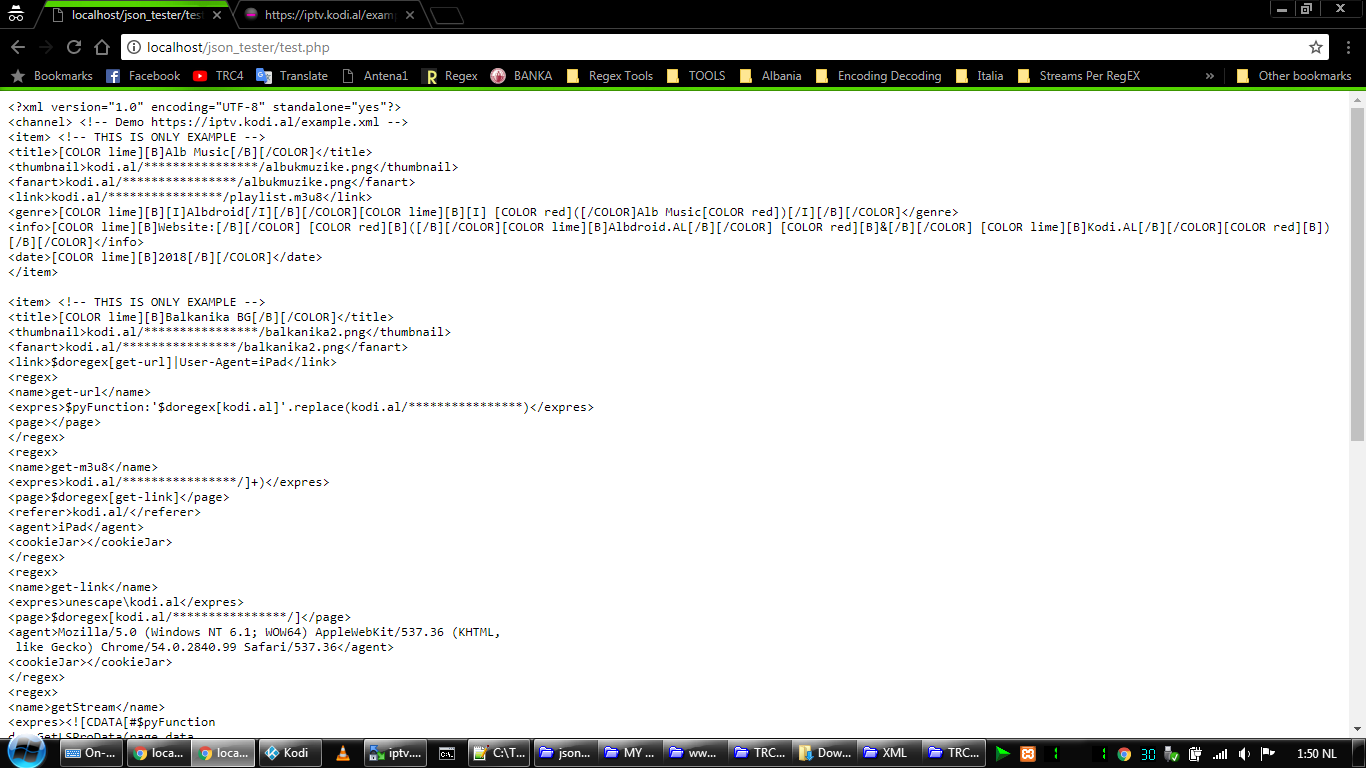 localhost/json_tester/tes
https://iptv.kodi.al/exam
localhost/json_tester/test.php
Bookmarks Facebook TRC4 Translate Antena1 Regex BANKA Regex Tools TOOLS Albania Encoding Decoding Italia Streams Per RegEX » Other bookmarks
<?xml version="1.0" encoding="UTF-8" standalone="yes"?>
<channel> <!-- Demo https://iptv.kodi.al/example.xml -->
<item> <!-- THIS IS ONLY EXAMPLE -->
<title>[COLOR lime][B]Alb Music[/B][/COLOR]</title>
<thumbnail>kodi.al/****************/albukmuzike.png</thumbnail>
<fanart>kodi.al/****************/albukmuzike.png</fanart>
<link>kodi.al/****************/playlist.m3u8</link>
<genre>[COLOR lime][B][I]Albdroid[/I][/B][/COLOR][COLOR lime][B][I] [COLOR red]([/COLOR]Alb Music[COLOR red])[/I][/B][/COLOR]</genre>
<info>[COLOR lime][B]Website:[/B][/COLOR] [COLOR red][B]([/B][/COLOR][COLOR lime][B]Albdroid.AL[/B][/COLOR] [COLOR red][B]&[/B][/COLOR] [COLOR lime][B]Kodi.AL[/B][/COLOR][COLOR red][B])
[/B][/COLOR]</info>
<date>[COLOR lime][B]2018[/B][/COLOR]</date>
</item>
<item> <!-- THIS IS ONLY EXAMPLE -->
<title>[COLOR lime][B]Balkanika BG[/B][/COLOR]</title>
<thumbnail>kodi.al/****************/balkanika2.png</thumbnail>
<fanart>kodi.al/****************/balkanika2.png</fanart>
<link>$doregex[get-url]|User-Agent=iPad</link>
<regex>
<name>get-url</name>
<expres>$pyFunction:'$doregex[kodi.al]'.replace(kodi.al/****************)</expres>
<page></page>
</regex>
<regex>
<name>get-m3u8</name>
<expres>kodi.al/****************/]+)</expres>
<page>$doregex[get-link]</page>
<referer>kodi.al/</referer>
<agent>iPad</agent>
<cookieJar></cookieJar>
</regex>
<regex>
<name>get-link</name>
<expres>unescape\kodi.al</expres>
<page>$doregex[kodi.al/****************/]</page>
<agent>Mozilla/5.0 (Windows NT 6.1; WOW64) AppleWebKit/537.36 (KHTML,
like Gecko) Chrome/54.0.2840.99 Safari/537.36</agent>
<cookieJar></cookieJar>
</regex>
<regex>
<name>getStream</name>
<expres><![CDATA[#$pyFunction
On-... loca... loca... Kodi iptv.... C:\T... json... MY ... ww... TRC... Dow... XML TRC... 30 1:50 NL